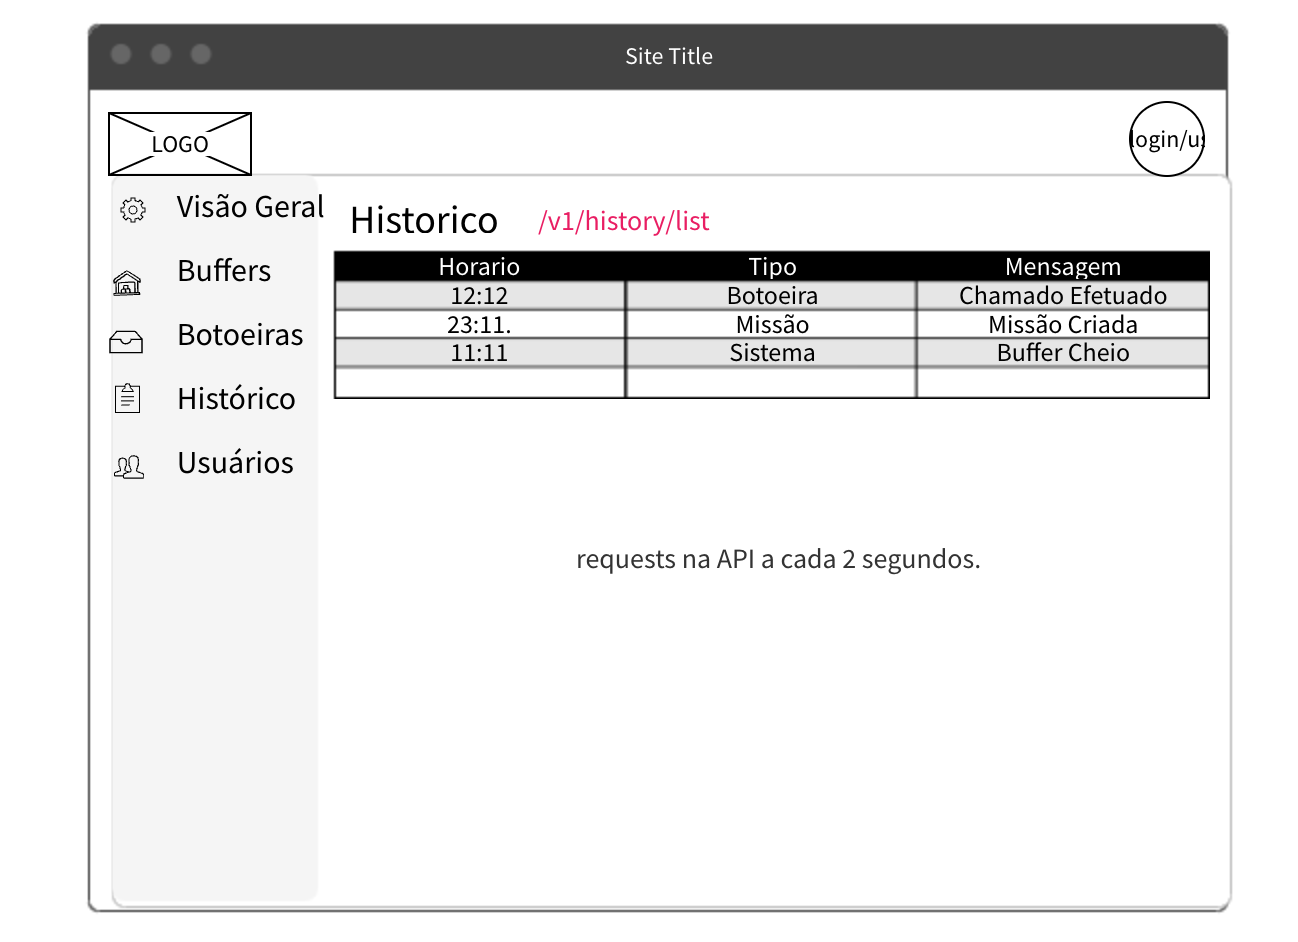 Site Title
LOGO
login/us
Visão Geral
Buffers
Botoeiras
Histórico
Usuários
Historico /v1/history/list
Horario Tipo Mensagem
12:12 Botoeira Chamado Efetuado
23:11. Missão Missão Criada
11:11 Sistema Buffer Cheio
requests na API a cada 2 segundos.